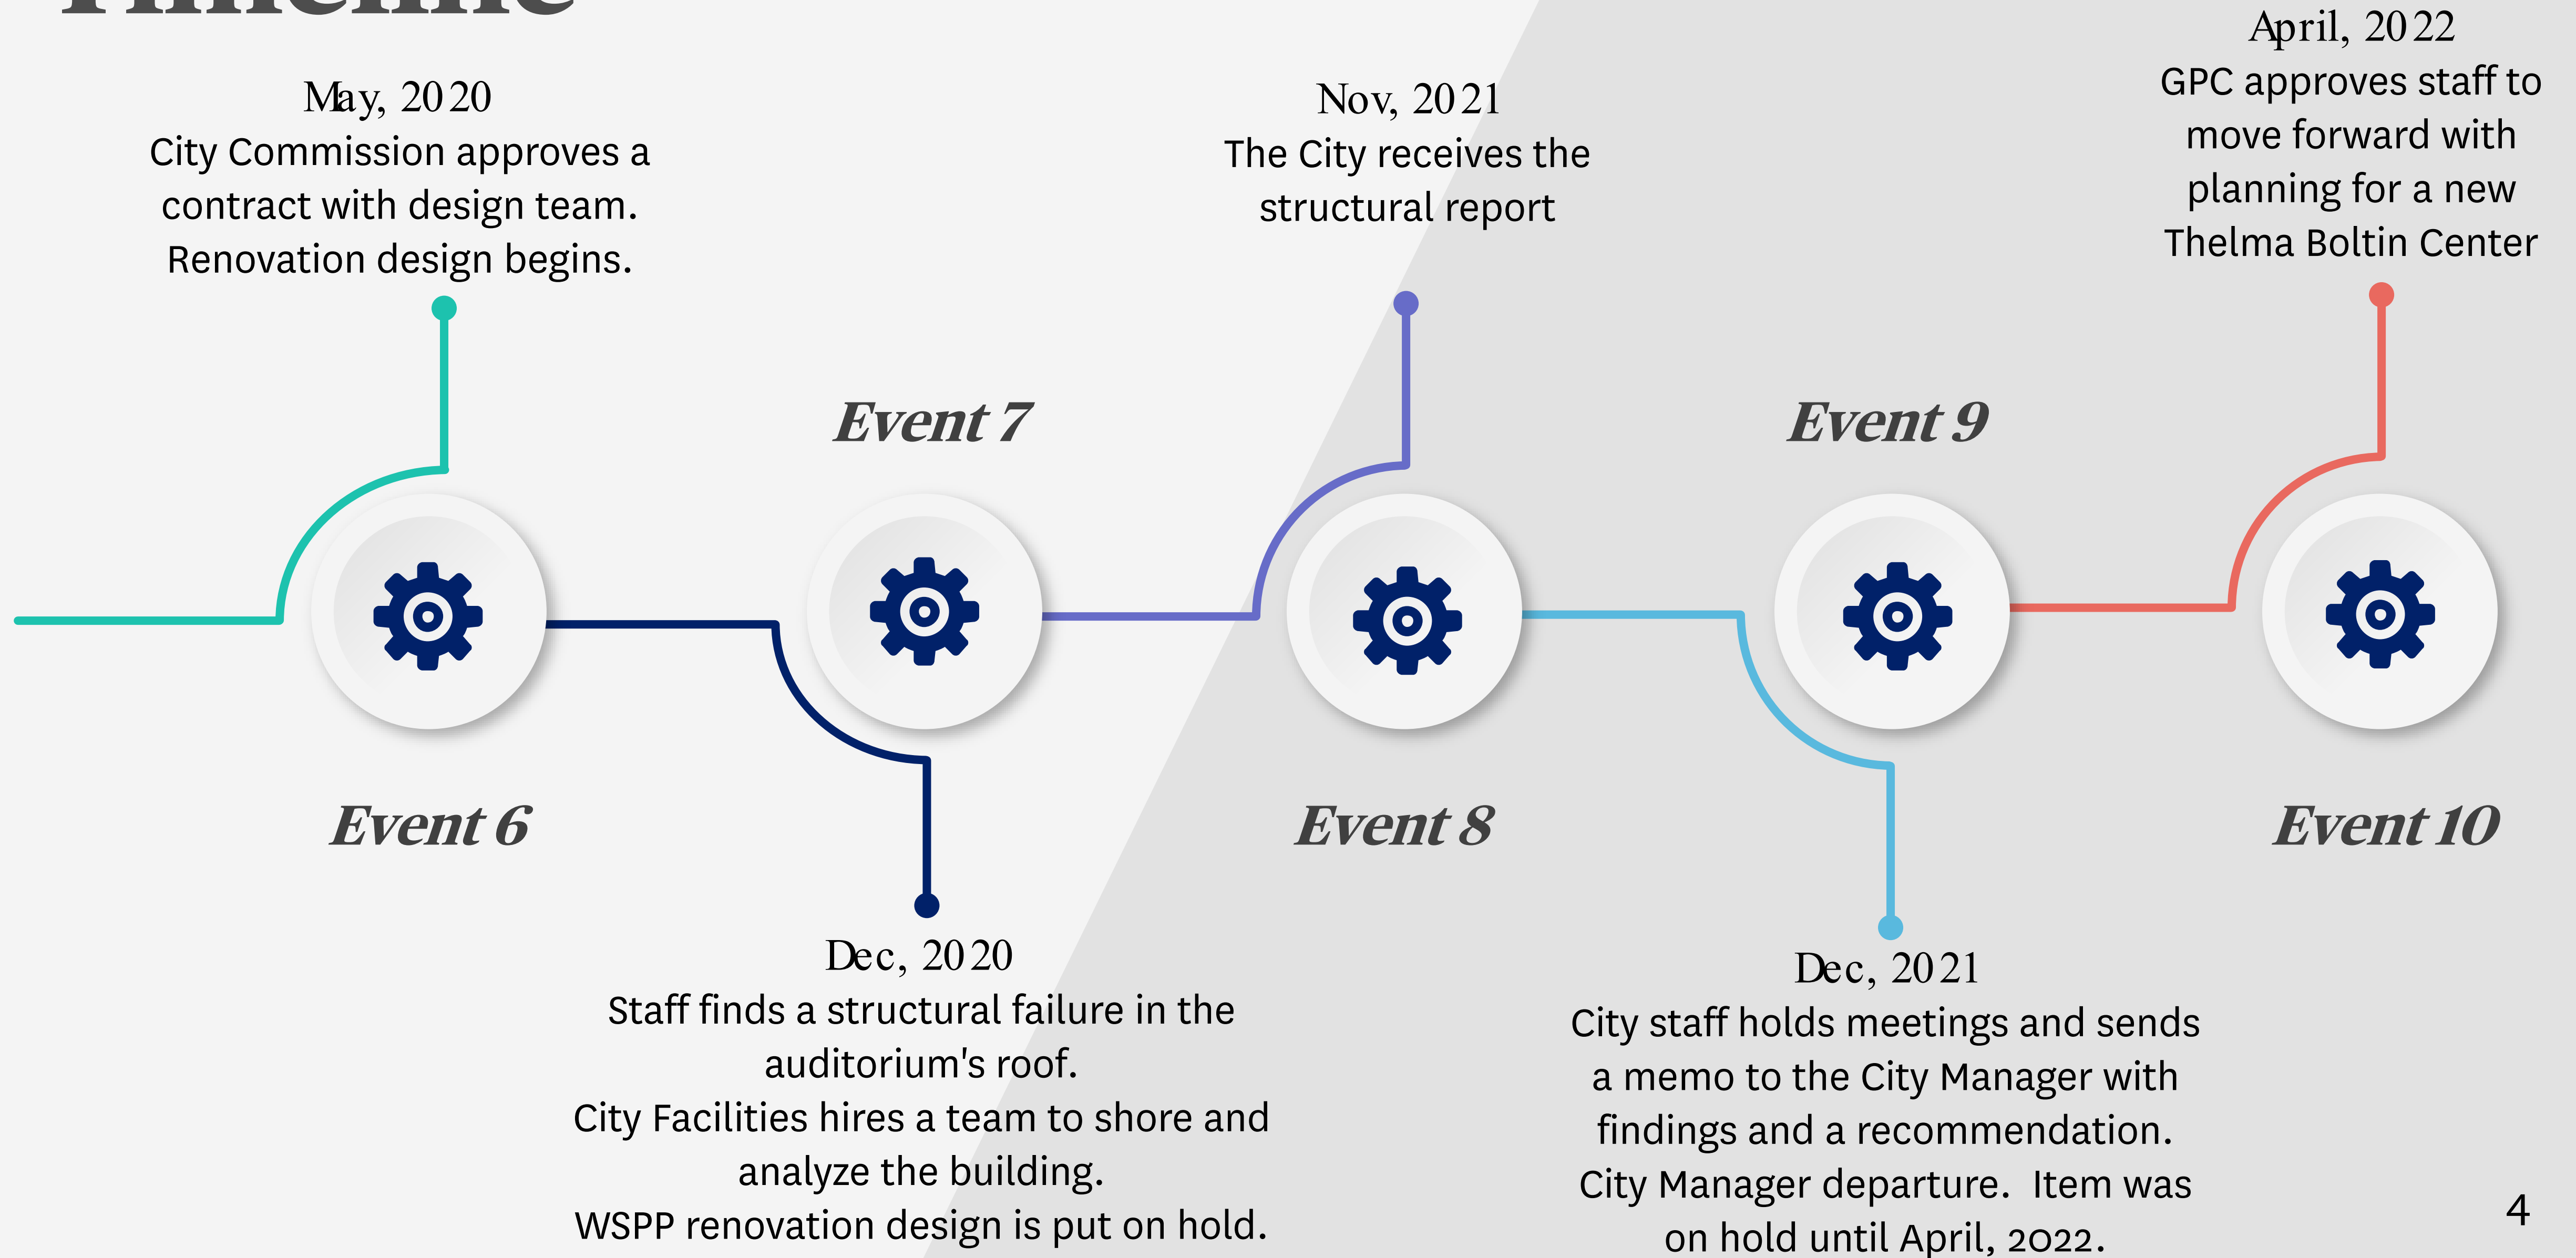 Timeline
May, 2020
City Commission approves a
contract with design team.
Renovation design begins.
Nov, 2021
The City receives the
structural report
April, 2022
GPC approves staff to
move forward with
planning for a new
Thelma Boltin Center
Event 7
Event 9
Event 6
Event 8
Event 10
Dec, 2020
Staff finds a structural failure in the
auditorium's roof.
City Facilities hires a team to shore and
analyze the building.
WSPP renovation design is put on hold.
Dec, 2021
City staff holds meetings and sends
a memo to the City Manager with
findings and a recommendation.
City Manager departure.  Item was
on hold until April, 2022.
4